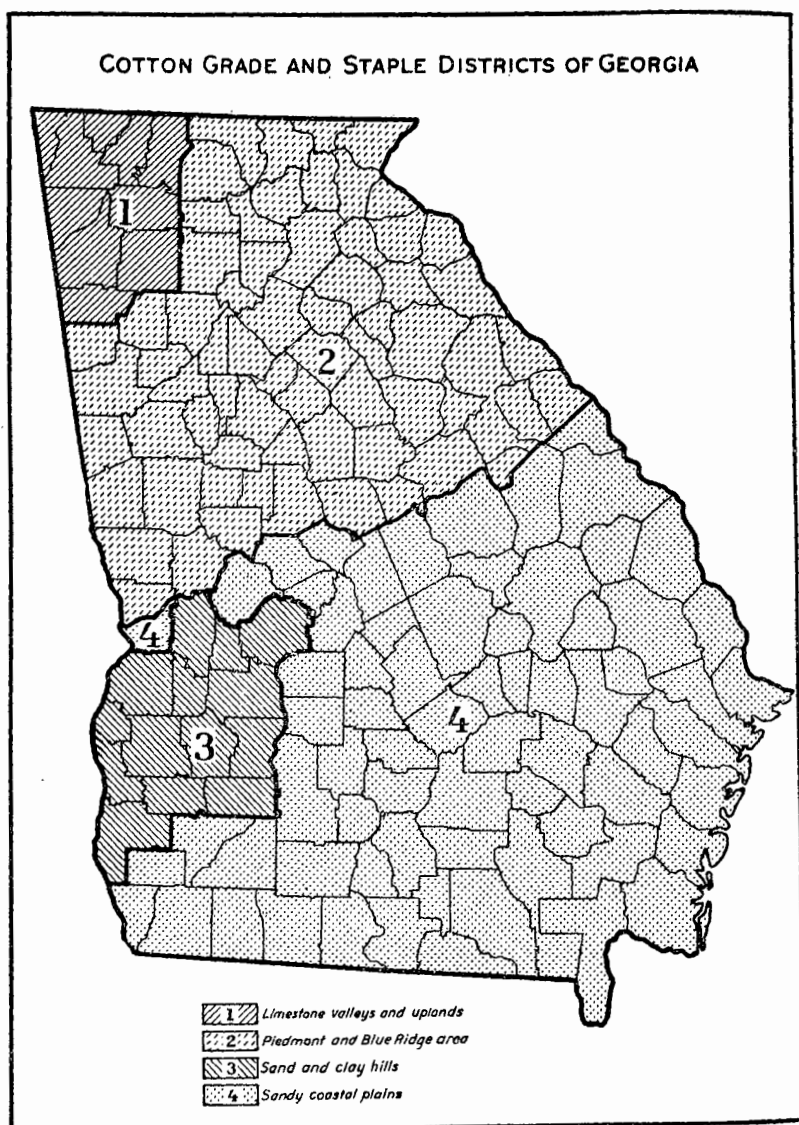 COTTON GRADE AND STAPLE DISTRICTS OF GEORGIA
1
2
4
3
4
1 Limestone valleys and uplands
2 Piedmont and Blue Ridge area
3 Sand and clay hills
4 Sandy coastal plains